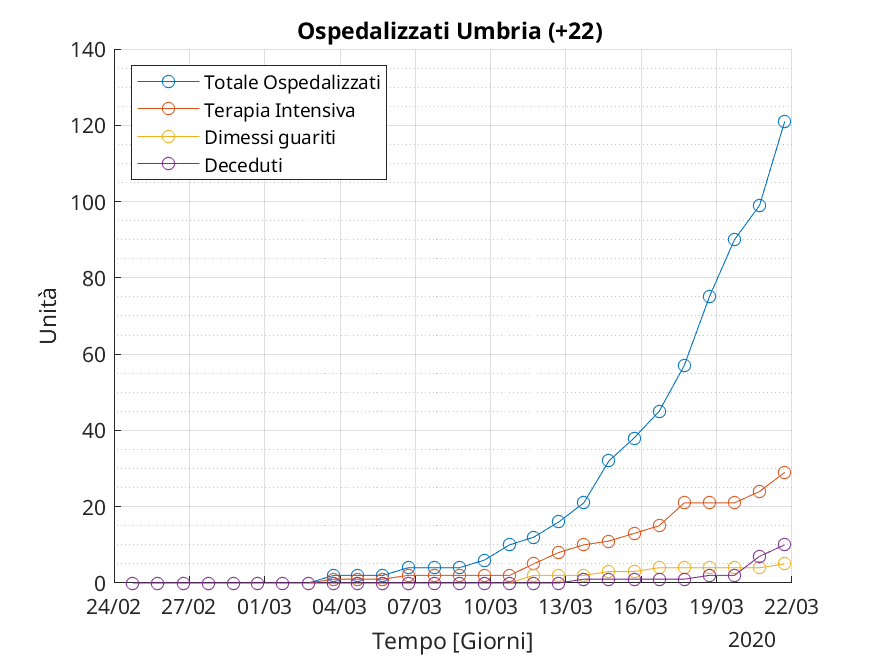 Ospedalizzati Umbria (+22)
140
120
100
80
60
40
20
0
Unità
Totale Ospedalizzati
Terapia Intensiva
Dimessi guariti
Deceduti
24/02 27/02 01/03 04/03 07/03 10/03 13/03 16/03 19/03 22/03
Tempo [Giorni]
2020